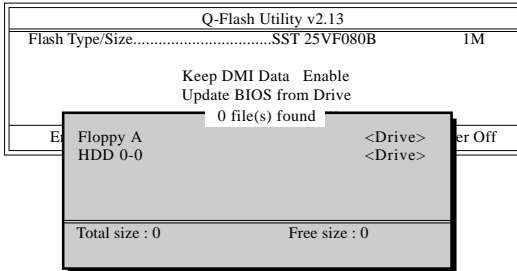 Q-Flash Utility v2.13
Flash Type/Size.................................SST 25VF080B 1M
Keep DMI Data Enable
Update BIOS from Drive
0 file(s) found
Floppy A <Drive>
HDD 0-0 <Drive>
Total size : 0 Free size : 0
Off